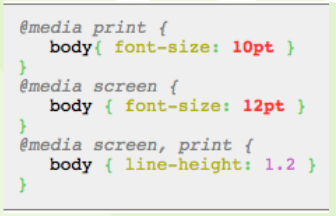 @media print {
body{ font-size: 10pt }
}
@media screen {
body { font-size: 12pt }
}
@media screen, print {
body { line-height: 1.2 }
}